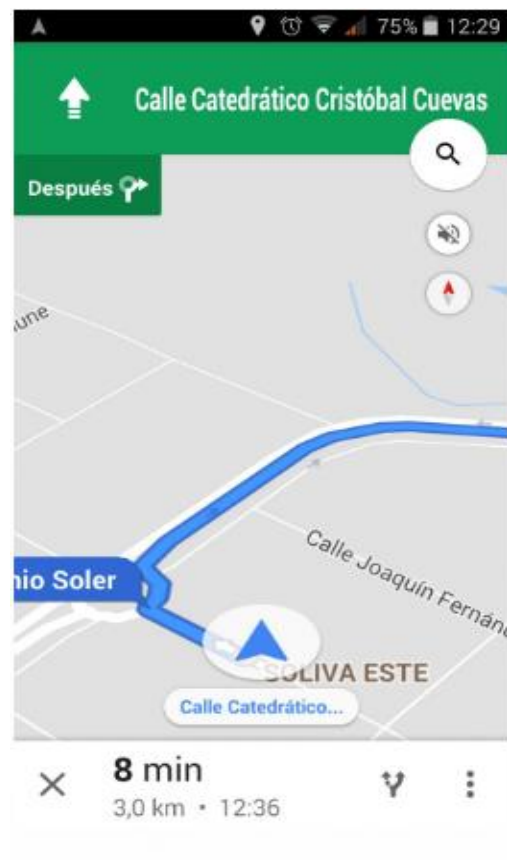 75% 12:29
Calle Catedrático Cristóbal Cuevas
Después
une
Calle Joaquín Fernán
nio Soler
SOLIVA ESTE
Calle Catedrático...
8 min
3,0 km · 12:36